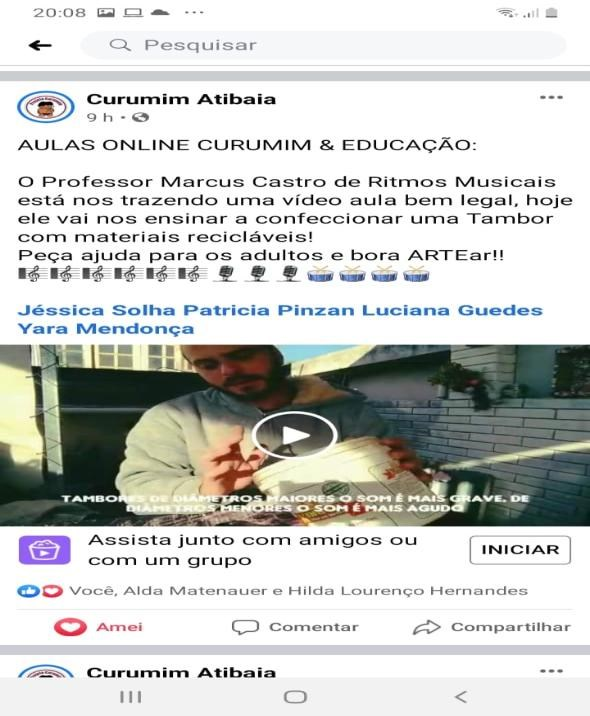 20:08
Pesquisar
Curumim Atibaia
9 h
AULAS ONLINE CURUMIM & EDUCAÇÃO:
O Professor Marcus Castro de Ritmos Musicais
está nos trazendo uma vídeo aula bem legal, hoje
ele vai nos ensinar a confeccionar uma Tambor
com materiais recicláveis!
Peça ajuda para os adultos e bora ARTEar!!
Jéssica Solha Patricia Pinzan Luciana Guedes
Yara Mendonça
TAMBORES DE DIÂMETROS MAIORES O SOM É MAIS GRAVE, DE
DIÂMETROS MENORES O SOM É MAIS AGUDO
Assista junto com amigos ou
com um grupo
INICIAR
Você, Alda Matenauer e Hilda Lourenço Hernandes
Amei
Comentar
Compartilhar
Curumim Atibaia